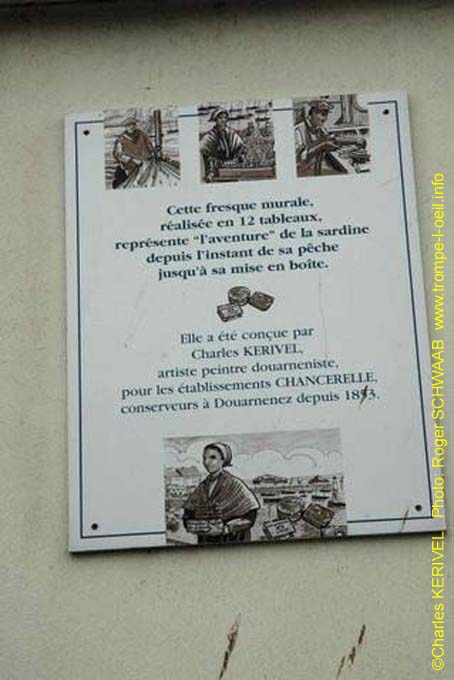 Cette fresque murale,
réalisée en 12 tableaux,
représente "l'aventure" de la sardine
depuis l'instant de sa pêche
jusqu'à sa mise en boîte.
Elle a été conçue par
Charles KERIVEL,
artiste peintre douarneniste,
pour les établissements CHANCERELLE,
conserveurs à Douarnenez depuis 1853.
©Charles KERIVEL Photo: Roger SCHWAAB www.trompe-l-oeil.info